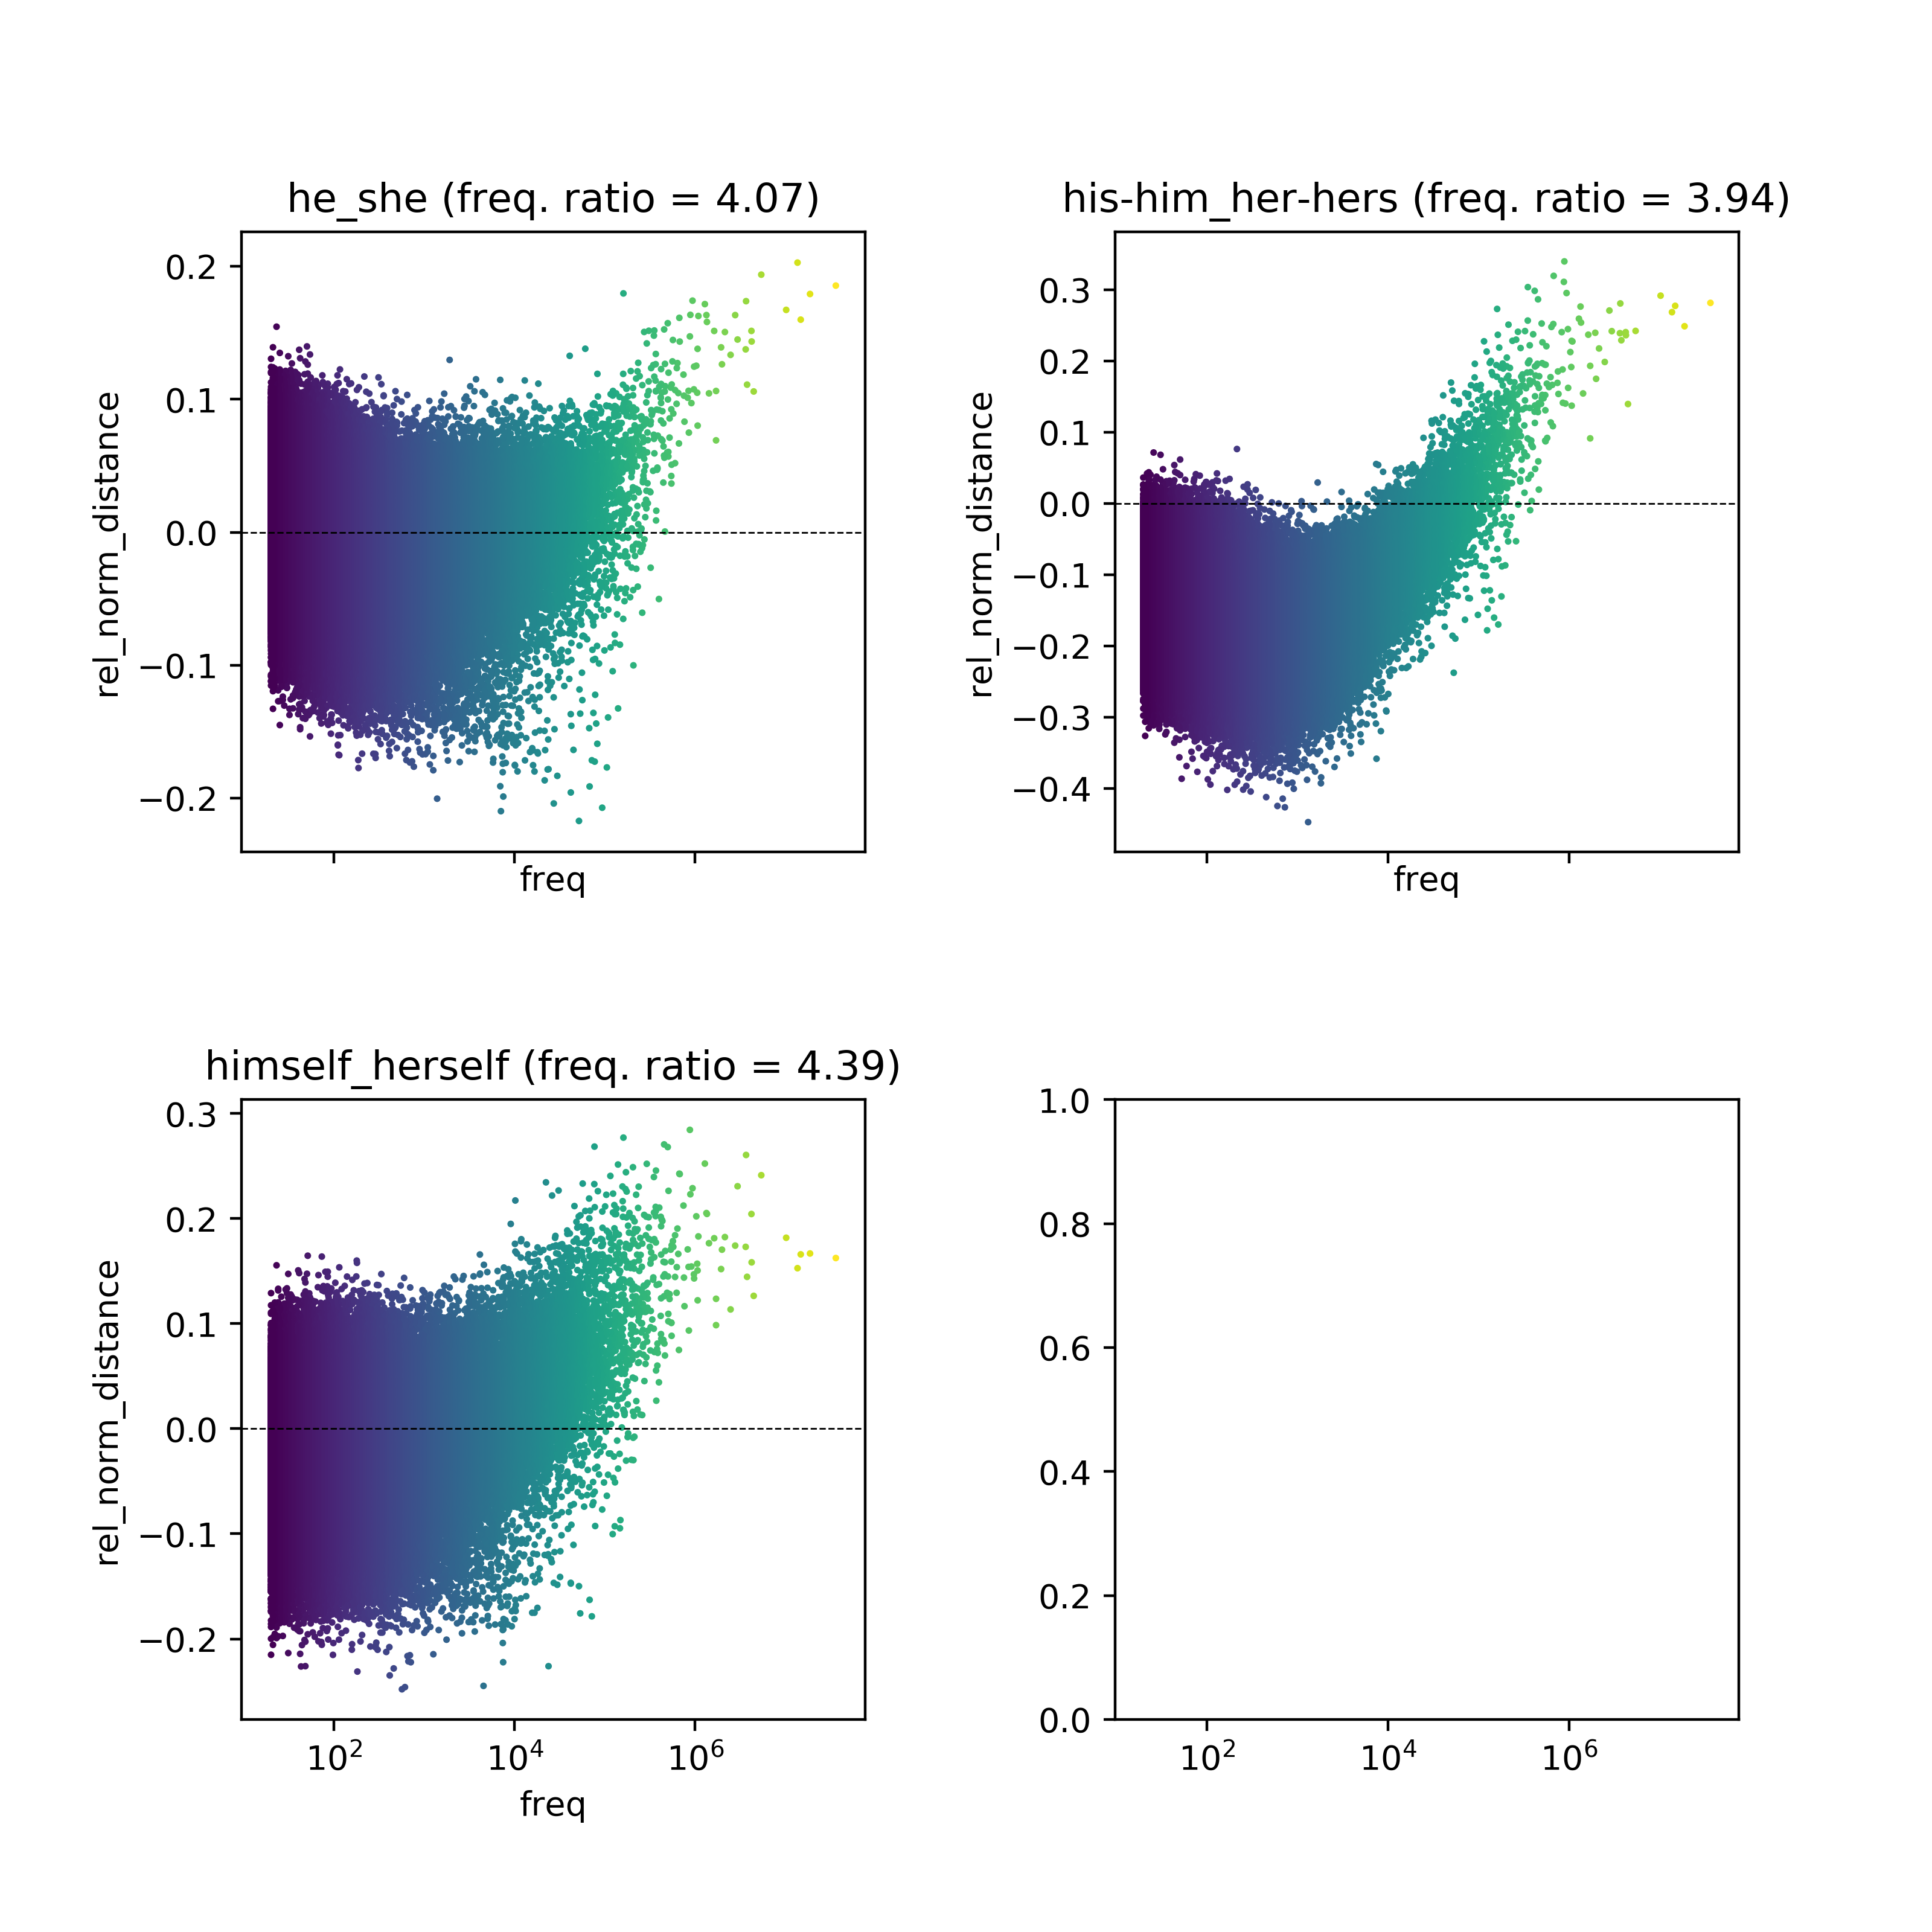 he_she (freq. ratio = 4.07)
0.2
0.1
0.0
−0.1
−0.2
rel_norm_distance
freq
his-him_her-hers (freq. ratio = 3.94)
0.3
0.2
0.1
0.0
−0.1
−0.2
−0.3
−0.4
rel_norm_distance
freq
himself_herself (freq. ratio = 4.39)
0.3
0.2
0.1
0.0
−0.1
−0.2
rel_norm_distance
10² 10⁴ 10⁶
freq
1.0
0.8
0.6
0.4
0.2
0.0
10² 10⁴ 10⁶